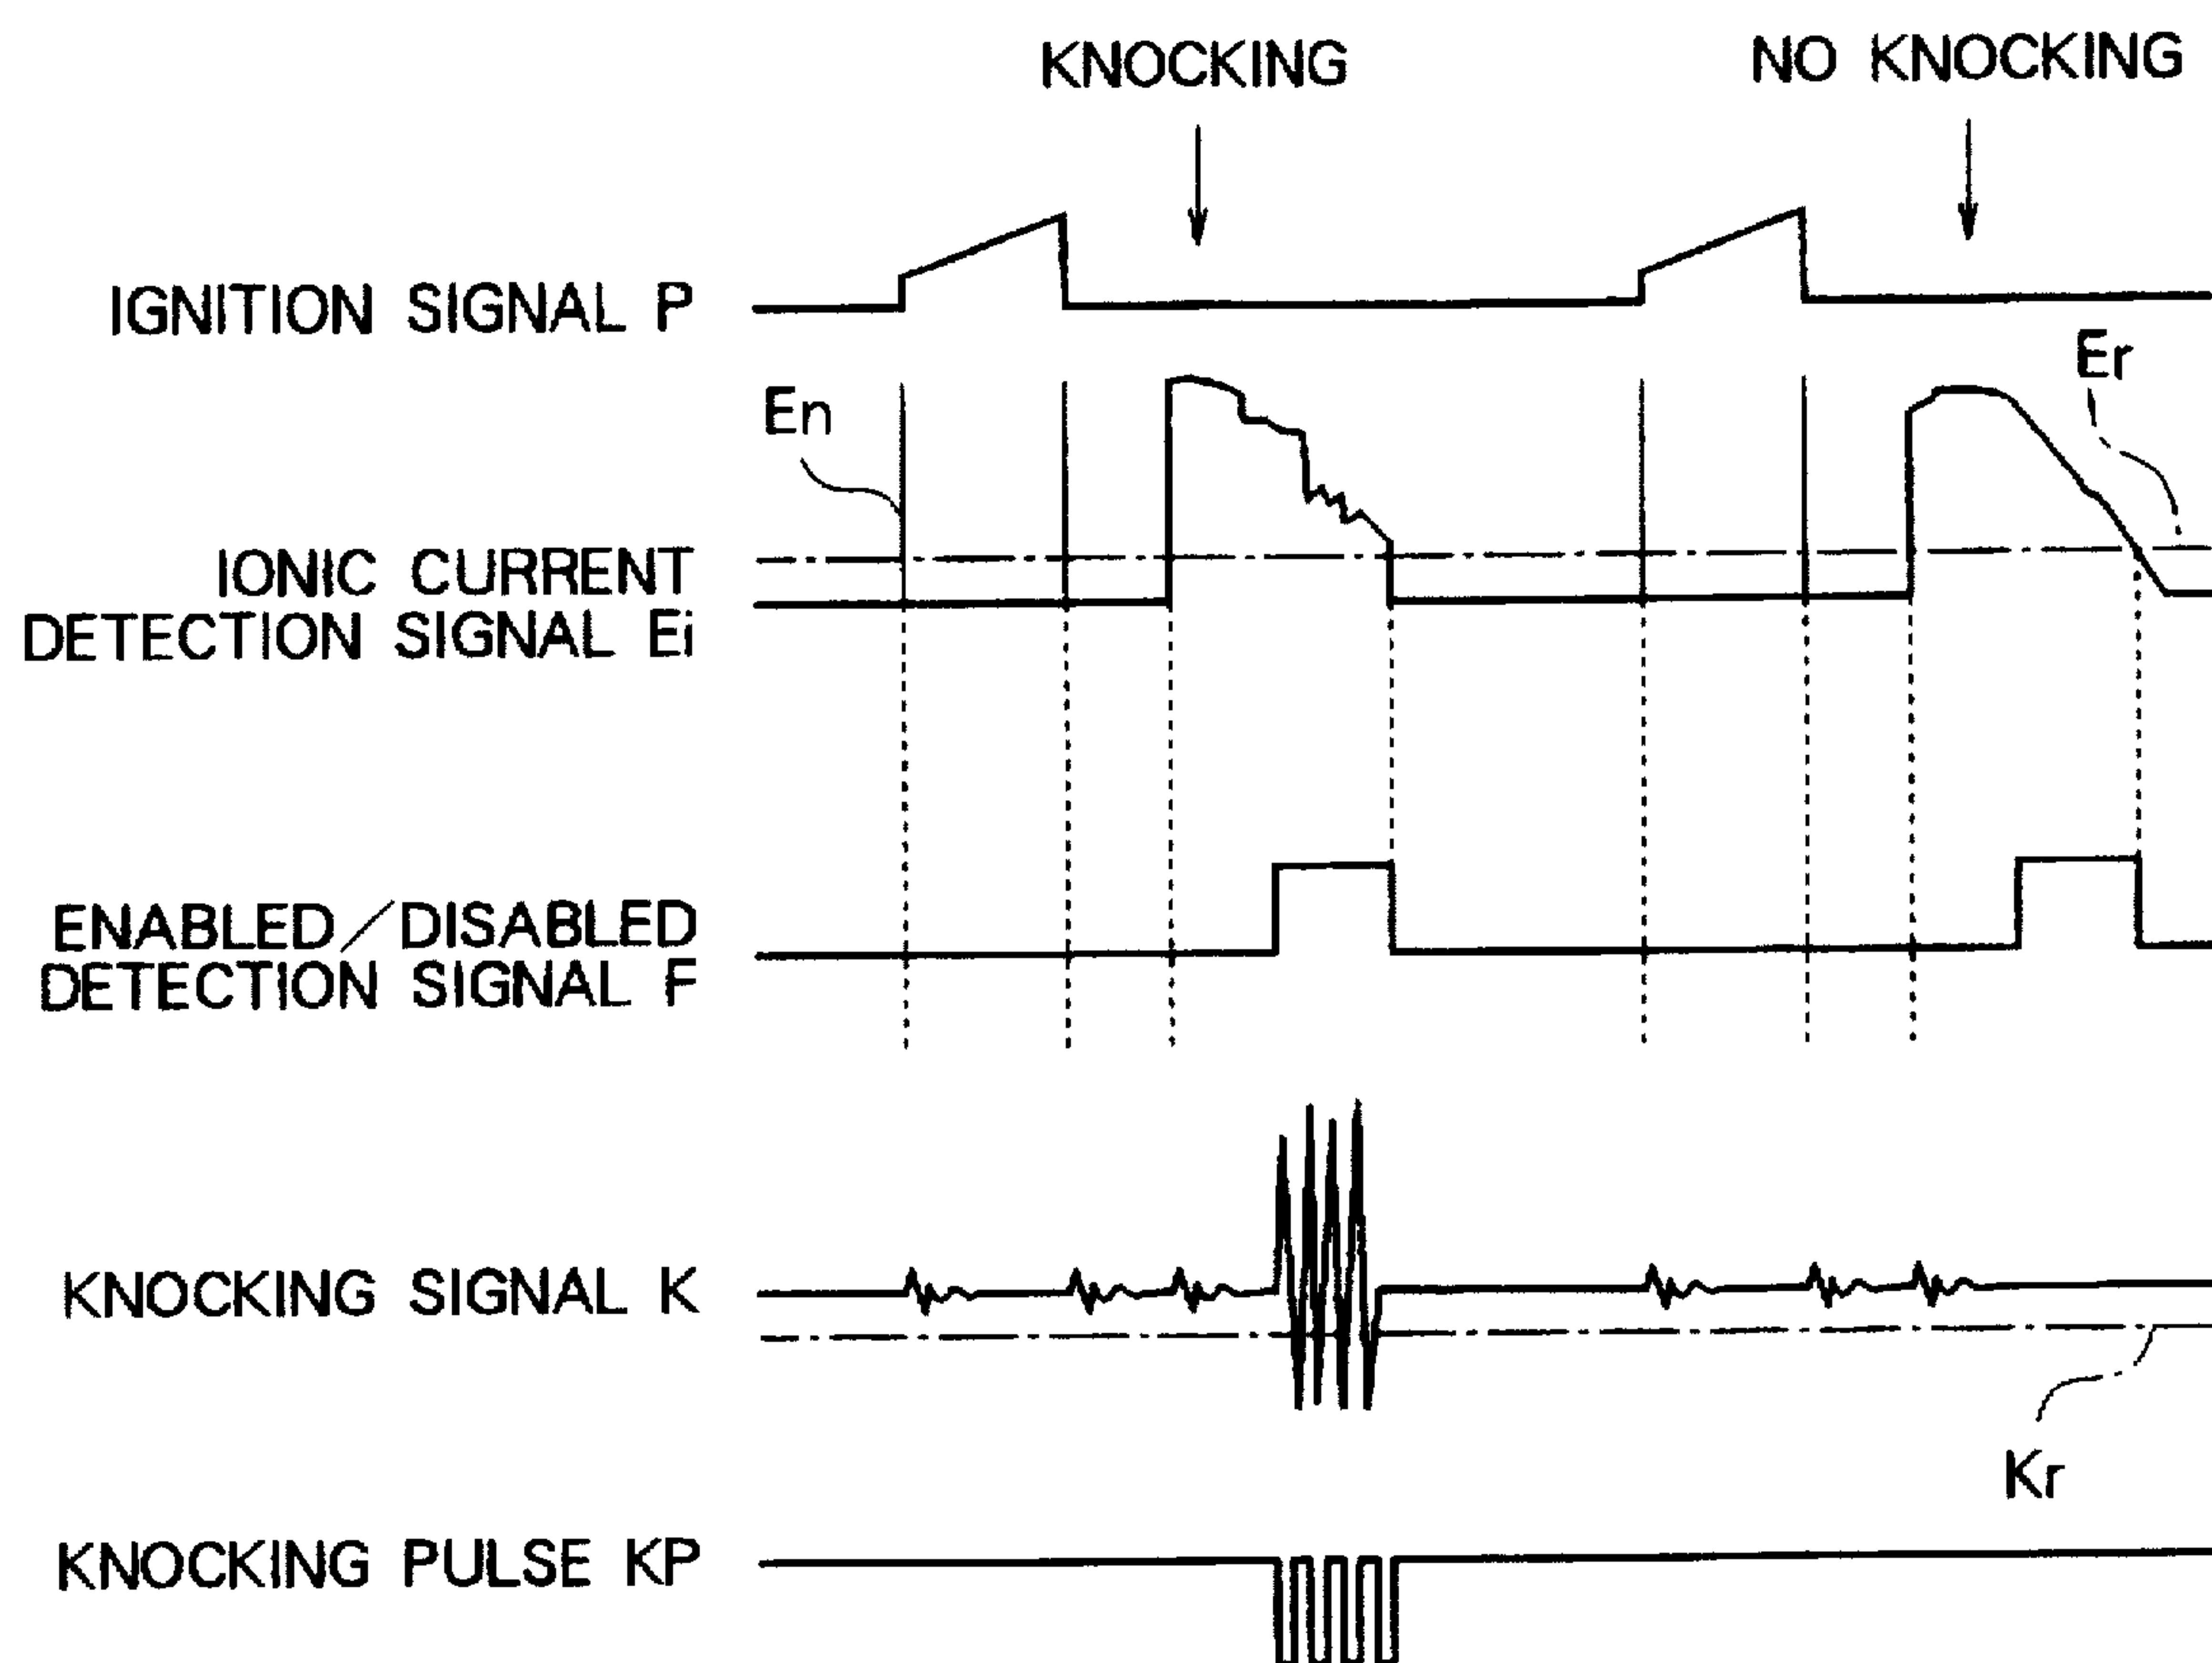 KNOCKING
NO KNOCKING
IGNITION SIGNAL P
Er
En
IONIC CURRENT
DETECTION SIGNAL Ei
ENABLED/DISABLED
DETECTION SIGNAL F
KNOCKING SIGNAL K
Kr
KNOCKING PULSE KP